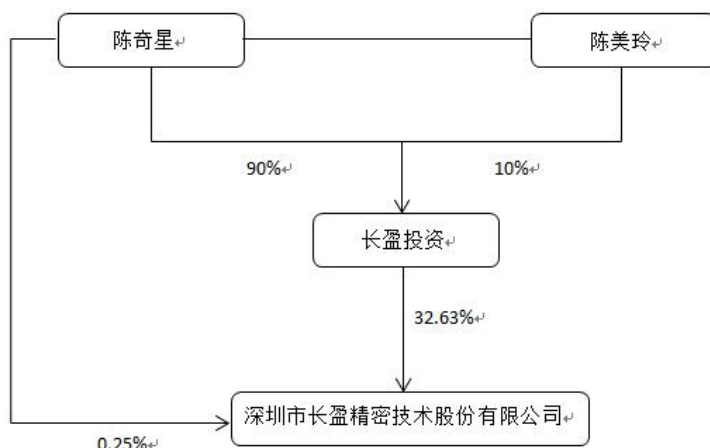 陈奇星
陈美玲
90%
10%
长盈投资
32.63%
深圳市长盈精密技术股份有限公司
0.25%